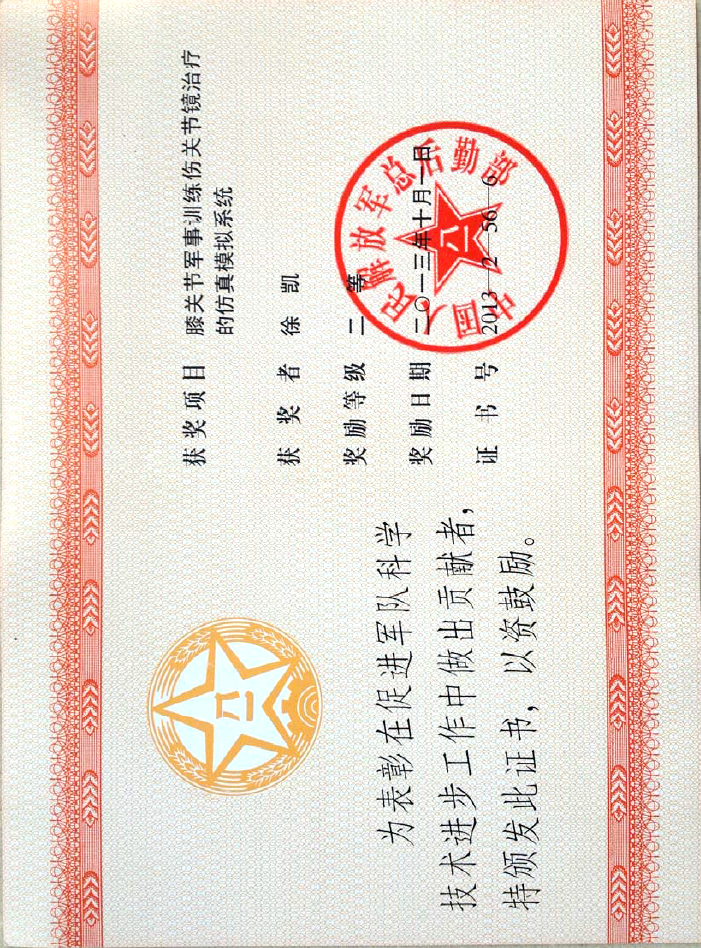 八一
为表彰在促进军队科学
技术进步工作中做出贡献者，
特颁发此证书，以资鼓励。
获奖项目 膝关节军事训练伤关节镜治疗
的仿真模拟系统
获奖者 徐凯
奖励等级 二等
奖励日期 二〇一三年十月一日
证书号 2013—2—56—6
中国人民解放军总后勤部
八一